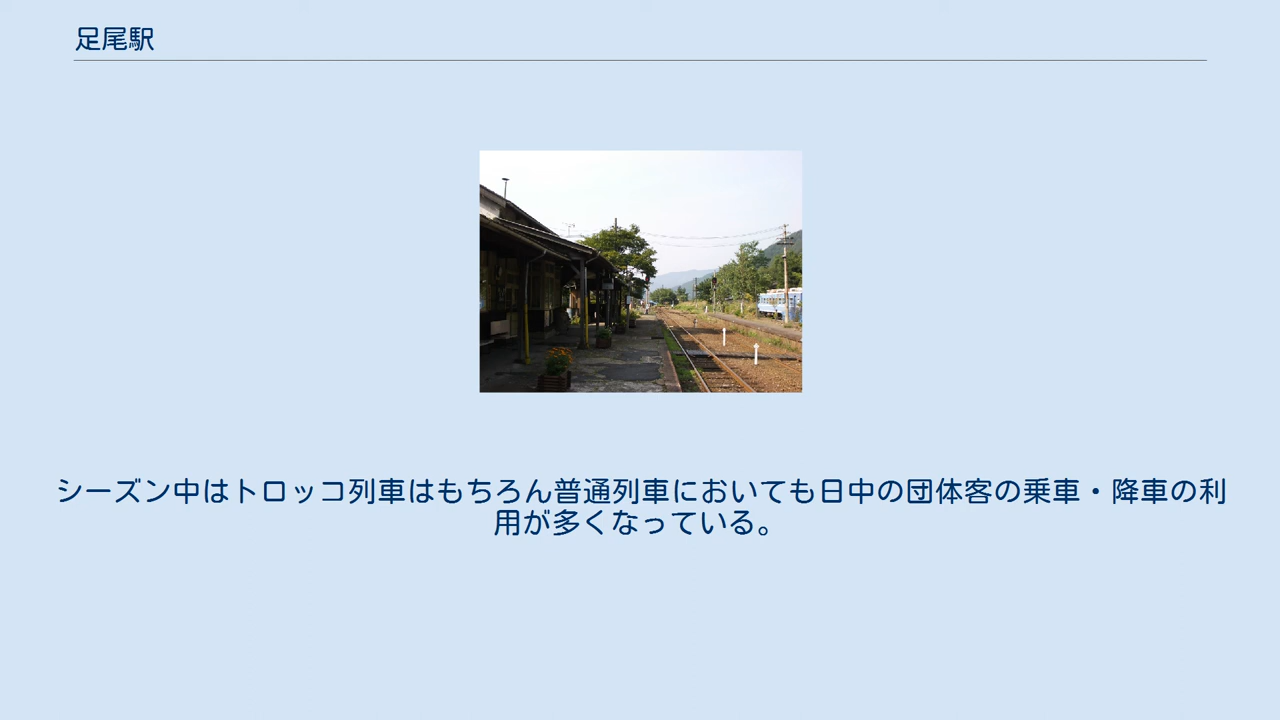 足尾駅
シーズン中はトロッコ列車はもちろん普通列車においても日中の団体客の乗車・降車の利
用が多くなっている。